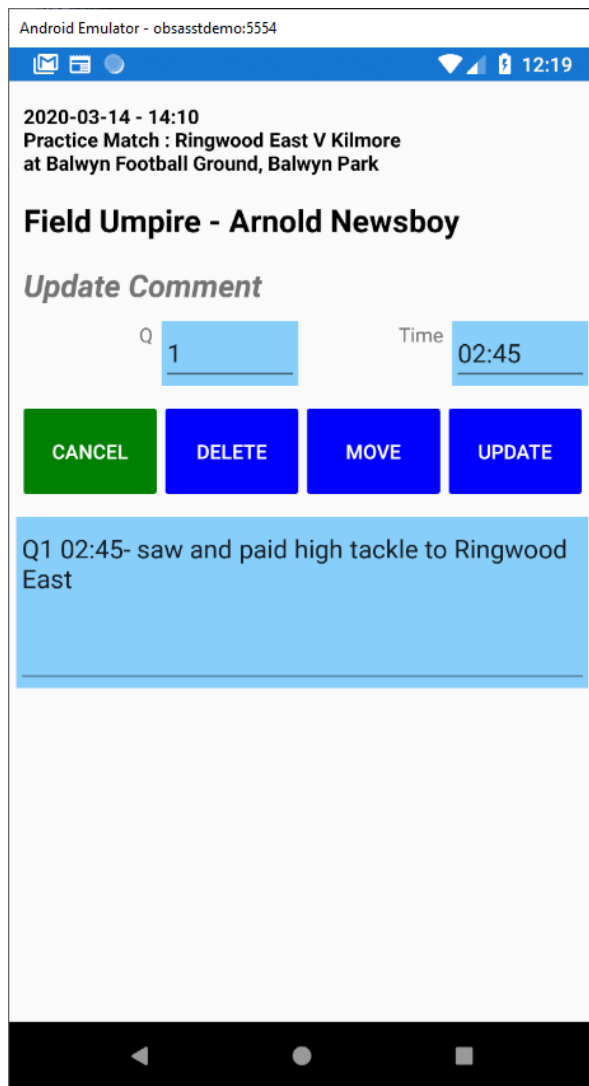 Android Emulator - obsasstdemo:5554
12:19
2020-03-14 - 14:10
Practice Match : Ringwood East V Kilmore
at Balwyn Football Ground, Balwyn Park
Field Umpire - Arnold Newsboy
Update Comment
Q 1 Time 02:45
CANCEL DELETE MOVE UPDATE
Q1 02:45- saw and paid high tackle to Ringwood
East